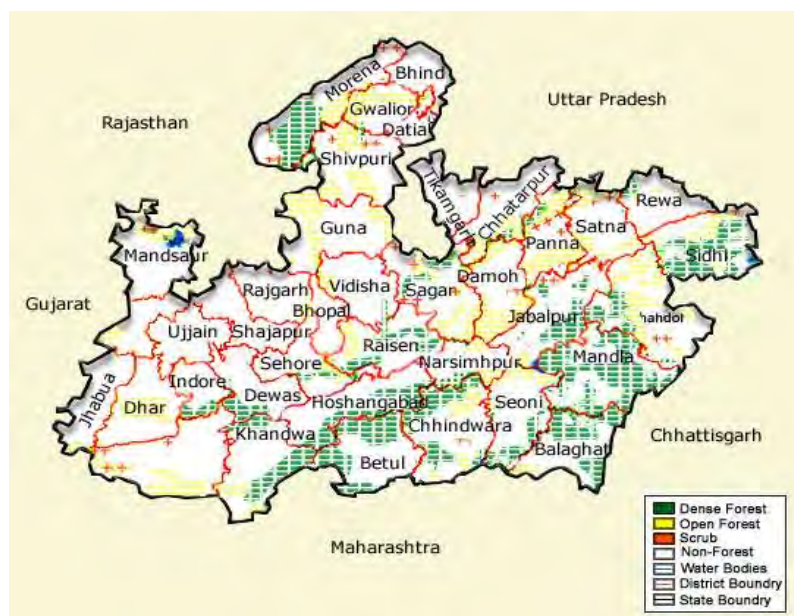 Morena
Bhind
Rajasthan
Uttar Pradesh
Gwalior
Datia
Shivpuri
Tikamgarh
Chhatarpur
Rewa
Guna
Panna
Satna
Mandsaur
Sidhi
Damoh
Vidisha
Sagar
Rajgarh
Gujarat
Bhopal
Jabalpur
hahdol
Ujjain
Shajapur
Raisen
Mandla
Sehore
Narsimhpur
Jhabua
Indore
Dewas
Hoshangabad
Seoni
Dhar
Chhindwara
Khandwa
Chhattisgarh
Balaghat
Betul
Maharashtra
Dense Forest
Open Forest
Scrub
Non-Forest
Water Bodies
District Boundry
State Boundry